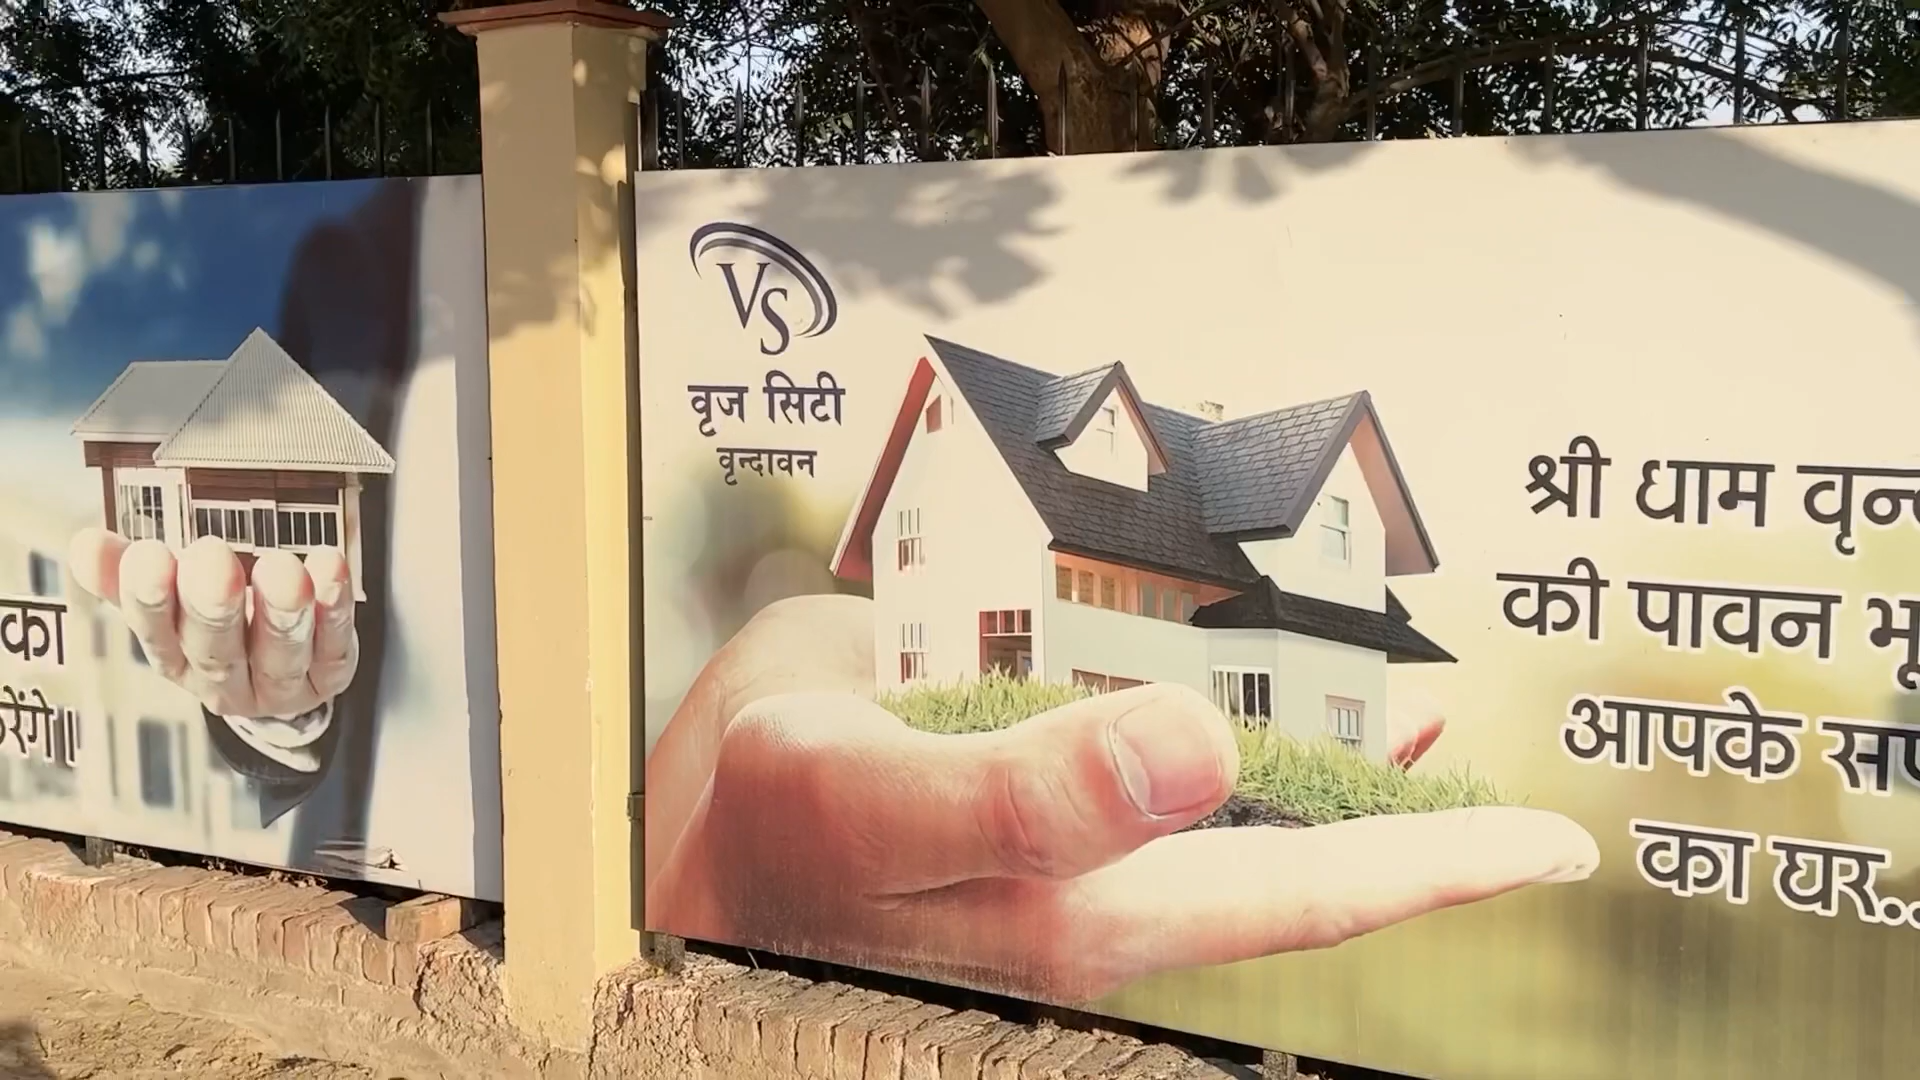 का
VS
वृज सिटी
वृन्दावन
श्री धाम
की पावन
आपके
का घर..